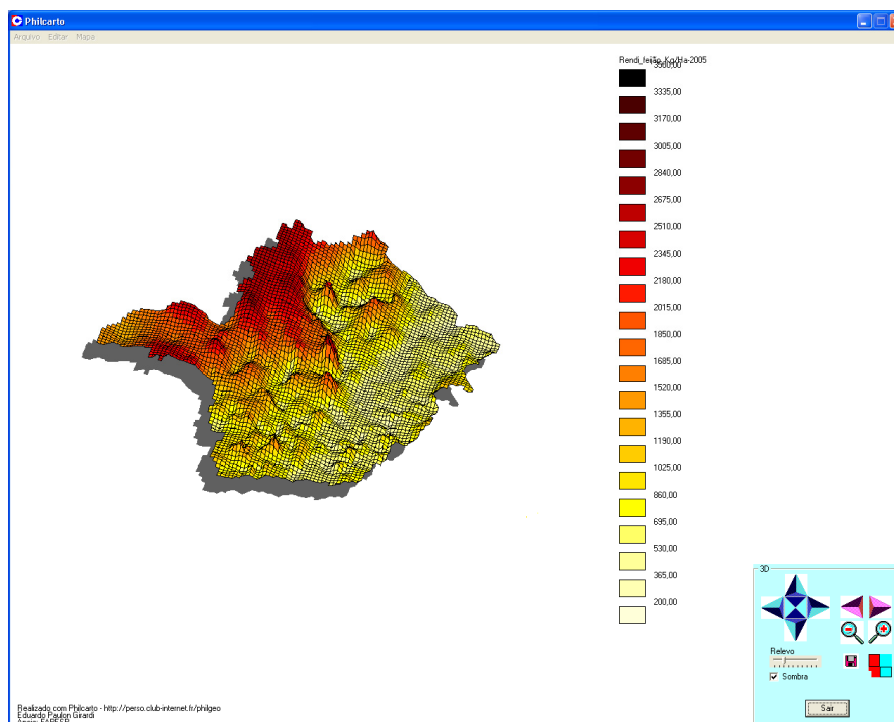 Philcarto
Arquivo Editar Mapa
Rendi_feijão_Kg/Ha-2005
3500,00
3335,00
3170,00
3005,00
2840,00
2675,00
2510,00
2345,00
2180,00
2015,00
1850,00
1685,00
1520,00
1355,00
1190,00
1025,00
860,00
695,00
530,00
365,00
200,00
3D
Relevo
Sombra
Sair
Realizado com Philcarto - http://perso.club-internet.fr/philgeo
Eduardo Paulon Girardi
Apoio: FAPESP